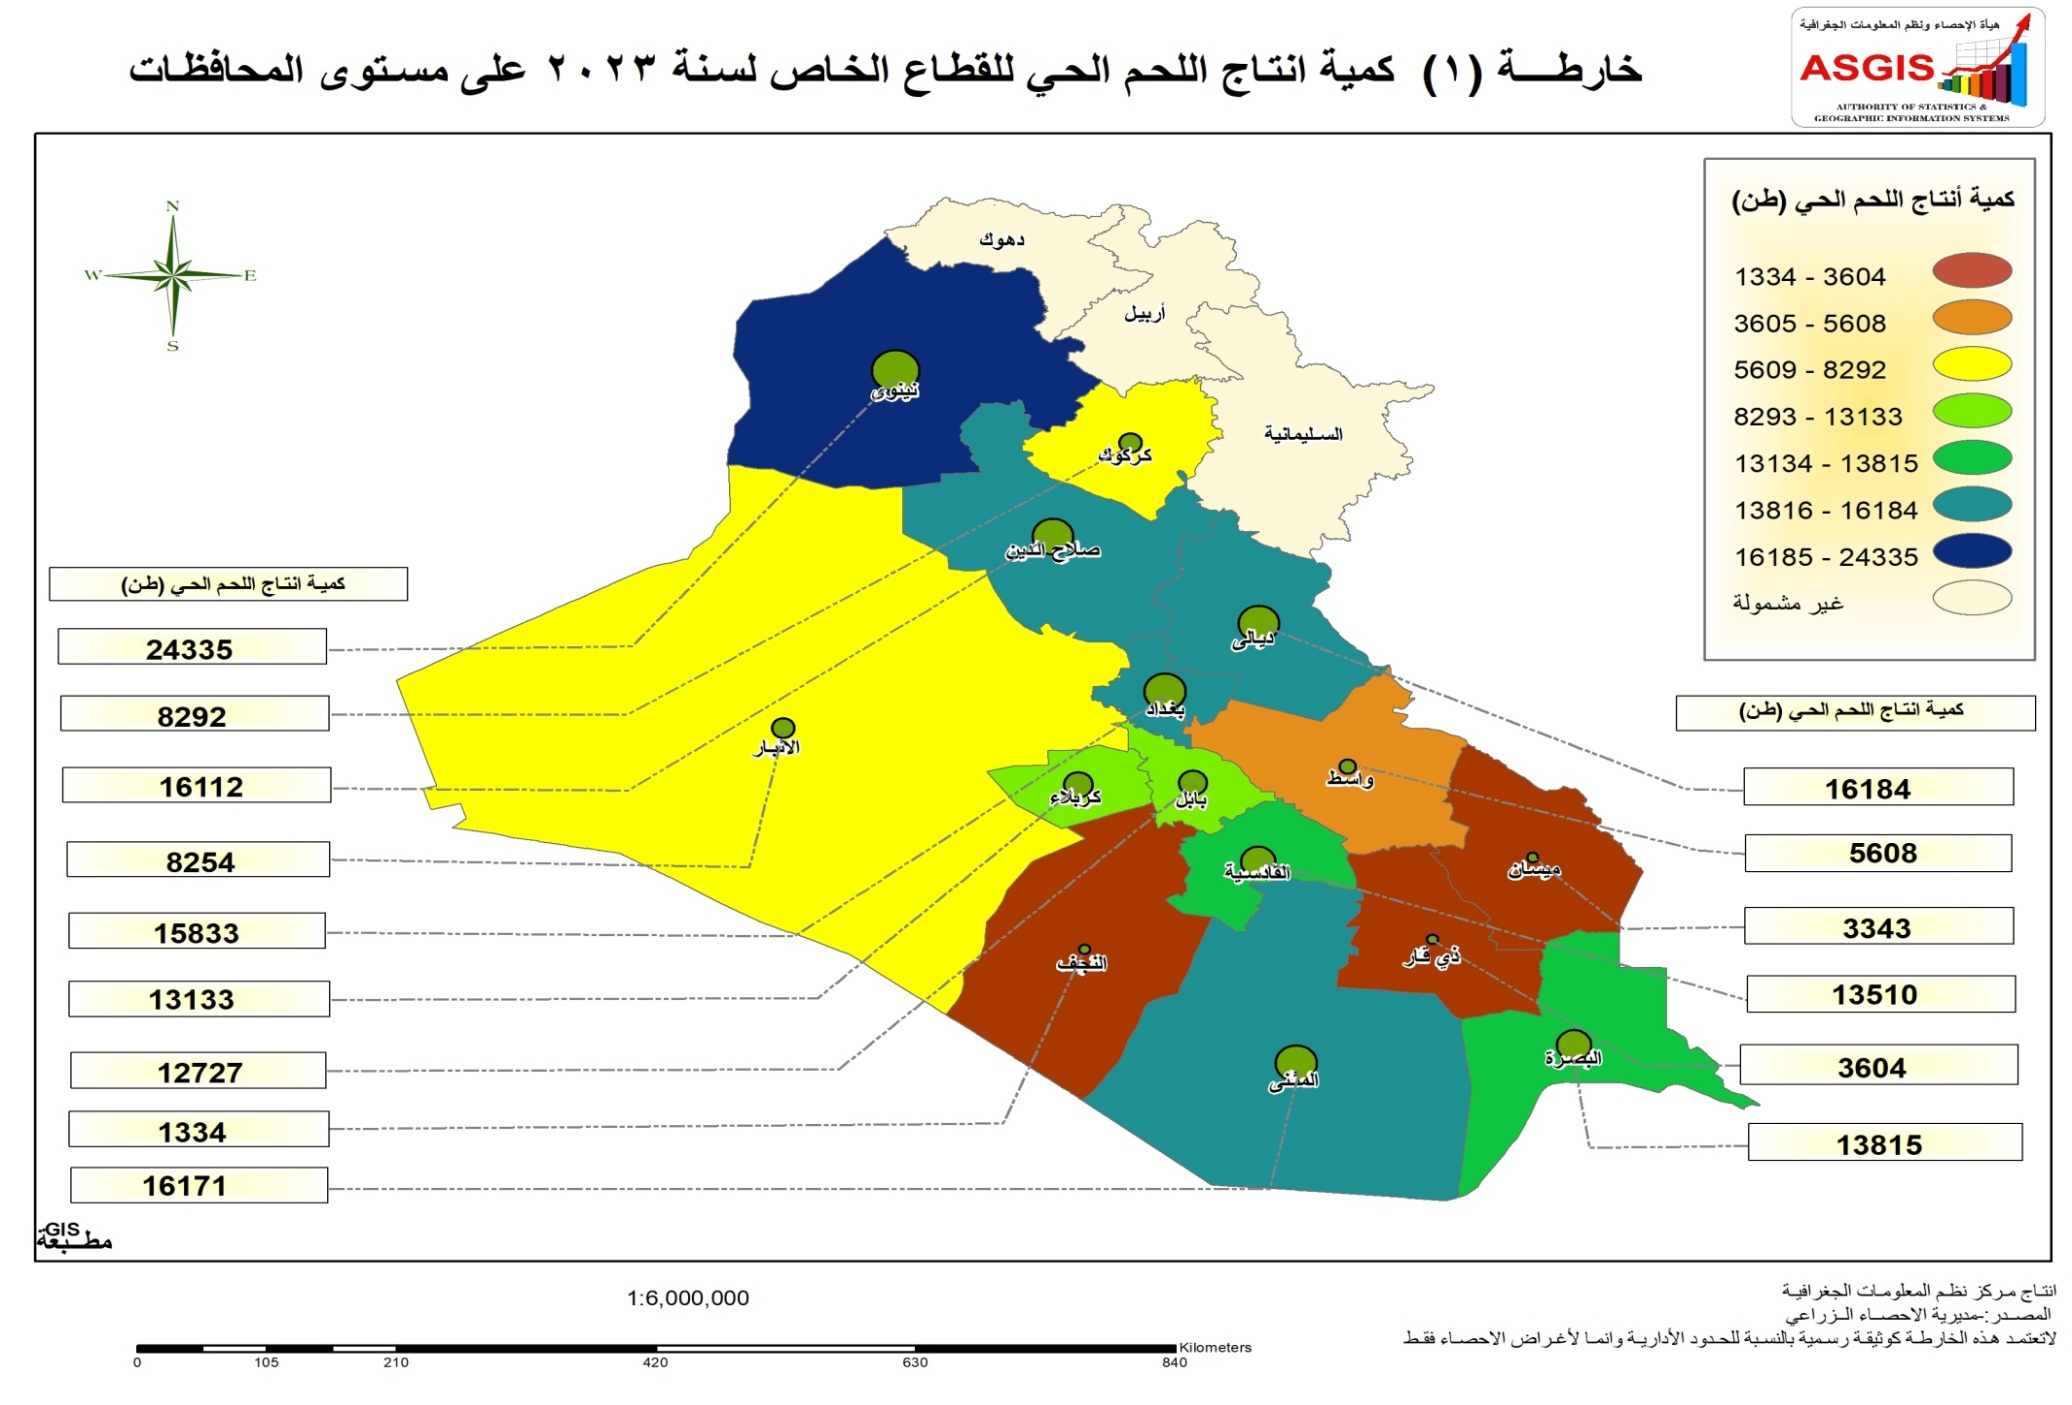 هيأة الإحصاء ونظم المعلومات الجغرافية
ASGIS
AUTHORITY OF STATISTICS &
GEOGRAPHIC INFORMATION SYSTEMS
خارطـــة (١) كمية انتاج اللحم الحي للقطاع الخاص لسنة ٢٠٢٣ على مستوى المحافظات
N
W
E
S
كمية أنتاج اللحم الحي (طن)
1334 - 3604
3605 - 5608
5609 - 8292
8293 - 13133
13134 - 13815
13816 - 16184
16185 - 24335
غير مشمولة
دهوك
أربيل
نينوى
السليمانية
كركوك
صلاح الدين
ديالى
بغداد
الانبار
واسط
كربلاء
بابل
القادسية
ميسان
النجف
ذي قار
البصرة
المثنى
كمية انتاج اللحم الحي (طن)
24335
8292
16112
8254
15833
13133
12727
1334
16171
كمية انتاج اللحم الحي (طن)
16184
5608
3343
13510
3604
13815
GIS
مطـبعة
1:6,000,000
Kilometers
0 105 210 420 630 840
انتاج مركز نظم المعلومات الجغرافية
المصدر:-مديرية الاحصاء الزراعي
لاتعتمد هذه الخارطة كوثيقة رسمية بالنسبة للحدود الأدارية وانما لأغراض الاحصاء فقط